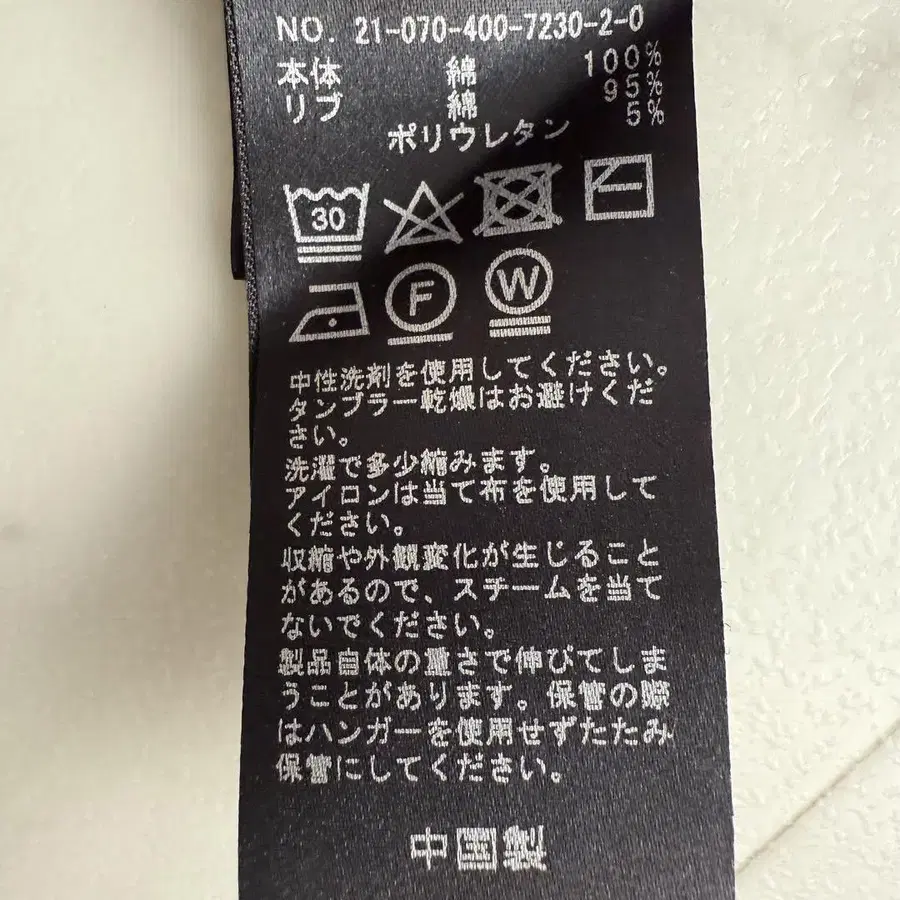 NO. 21-070-400-7230-2-0
本体 綿 100%
リブ 綿 95%
ポリウレタン 5%
30
F W
中性洗剤を使用してください。
タンブラー乾燥はお避けくだ
さい。
洗濯で多少縮みます。
アイロンは当て布を使用して
ください。
収縮や外観変化が生じること
があるので、スチームを当て
ないでください。
製品自体の重さで伸びてしま
うことがあります。保管の際
はハンガーを使用せずたたみ
保管にしてください。
中国製